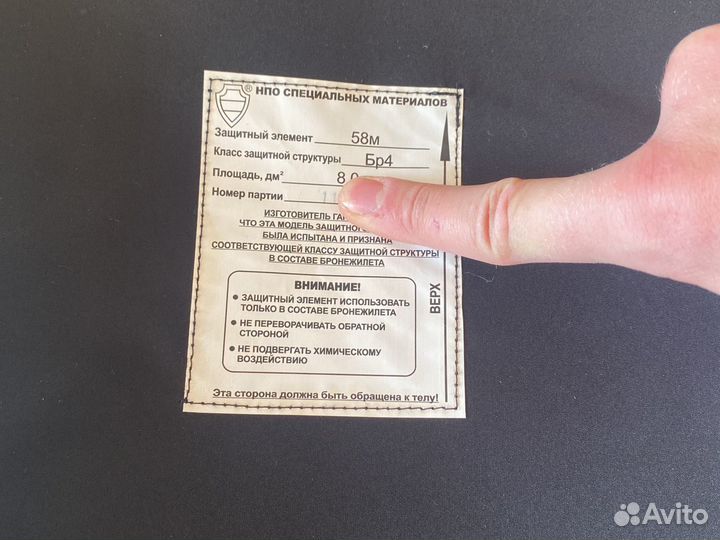 ® НПО СПЕЦИАЛЬНЫХ МАТЕРИАЛОВ
Защитный элемент 58м
Класс защитной структуры Бр4
Площадь, дм² 8,0
Номер партии
ИЗГОТОВИТЕЛЬ
ЧТО ЭТА МОДЕЛЬ
БЫЛА ИСПЫТАНА И ПРИЗНАНА
СООТВЕТСТВУЮЩЕЙ КЛАССУ ЗАЩИТНОЙ СТРУКТУРЫ
В СОСТАВЕ БРОНЕЖИЛЕТА
ВЕРХ
ВНИМАНИЕ!
• ЗАЩИТНЫЙ ЭЛЕМЕНТ ИСПОЛЬЗОВАТЬ
ТОЛЬКО В СОСТАВЕ БРОНЕЖИЛЕТА
• НЕ ПЕРЕВОРАЧИВАТЬ ОБРАТНОЙ
СТОРОНОЙ
• НЕ ПОДВЕРГАТЬ ХИМИЧЕСКОМУ
ВОЗДЕЙСТВИЮ
Эта сторона должна быть обращена к телу!
Avito